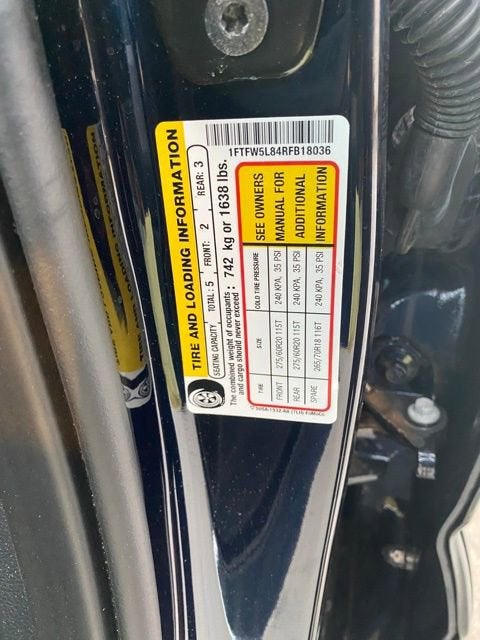 1FTFW5L84RFB18036
TIRE AND LOADING INFORMATION
SEATING CAPACITY TOTAL: 5 FRONT: 2 REAR: 3
The combined weight of occupants and cargo should never exceed: 742 kg or 1638 lbs.
TIRE SIZE COLD TIRE PRESSURE SEE OWNERS
FRONT 275/60R20 115T 240 KPA, 35 PSI MANUAL FOR
REAR 275/60R20 115T 240 KPA, 35 PSI ADDITIONAL
SPARE 265/70R18 116T 240 KPA, 35 PSI INFORMATION